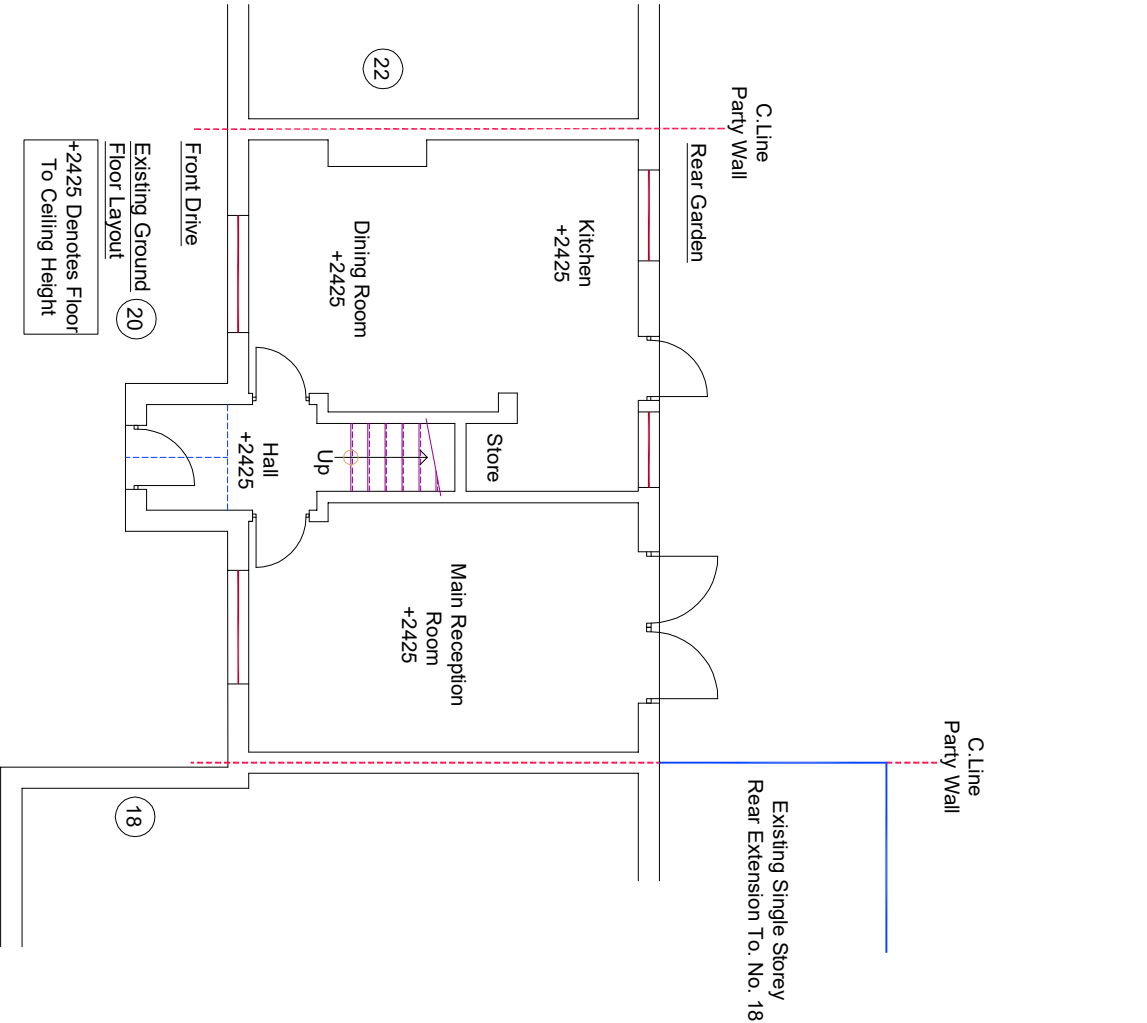 C.Line
Party Wall
C.Line
Party Wall
Existing Single Storey
Rear Extension To. No. 18
Rear Garden
22
Kitchen
+2425
Store
Dining Room
+2425
Up
Main Reception
Room
+2425
Hall
+2425
Front Drive
Existing Ground
Floor Layout
20
18
+2425 Denotes Floor
To Ceiling Height